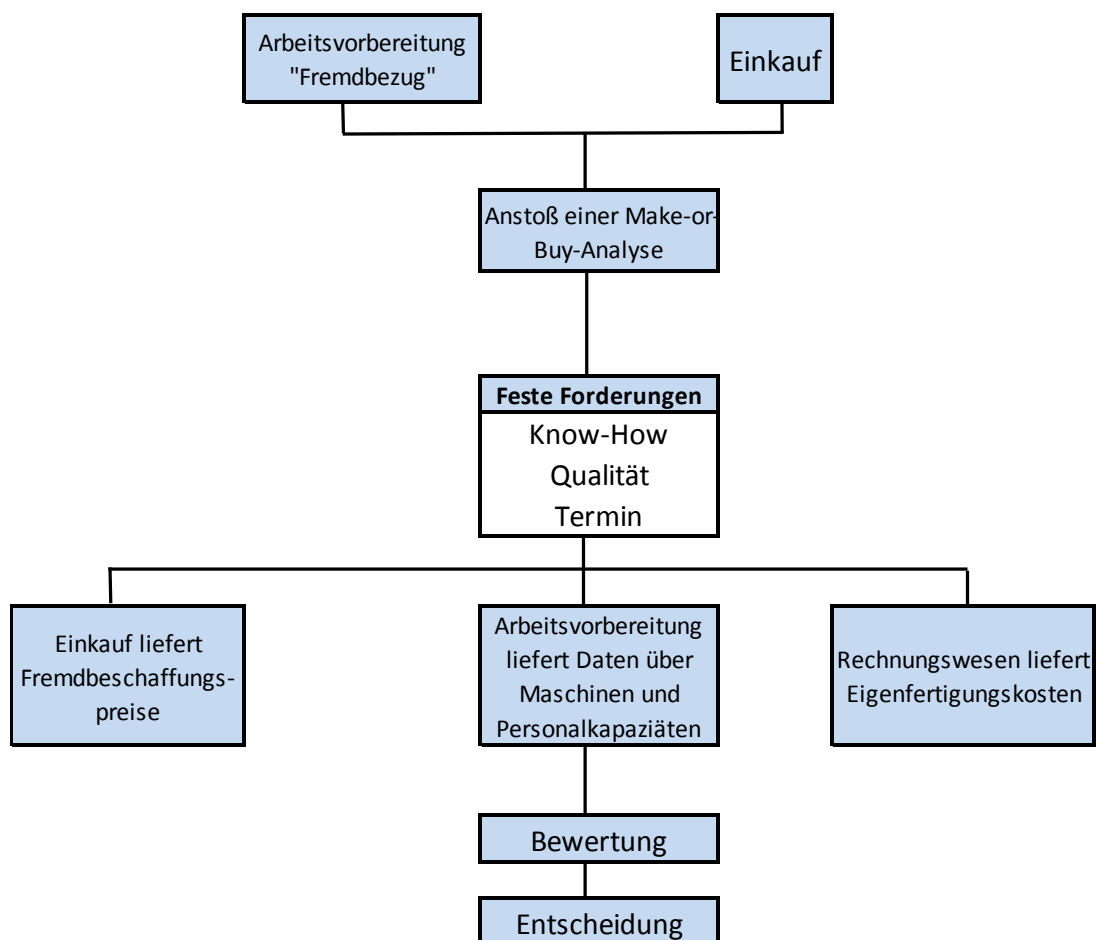 Arbeitsvorbereitung
"Fremdbezug"
Einkauf
Anstoß einer Make-or-
Buy-Analyse
Feste Forderungen
Know-How
Qualität
Termin
Einkauf liefert
Fremdbeschaffungs-
preise
Arbeitsvorbereitung
liefert Daten über
Maschinen und
Personalkapaziäten
Rechnungswesen liefert
Eigenfertigungskosten
Bewertung
Entscheidung